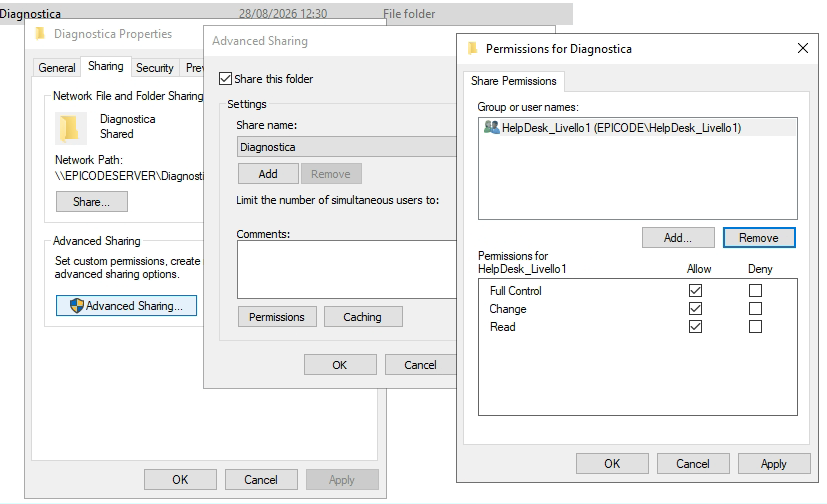 Diagnostica 28/08/2026 12:30 File folder
Diagnostica Properties
General Sharing Security Prev
Network File and Folder Sharing
Diagnostica
Shared
Network Path:
\\EPICODESERVER\Diagnosti
Share...
Advanced Sharing
Set custom permissions, create
advanced sharing options.
Advanced Sharing...
OK Cancel Apply
Advanced Sharing
Share this folder
Settings
Share name:
Diagnostica
Add Remove
Limit the number of simultaneous users to:
Comments:
Permissions Caching
OK Cancel
Permissions for Diagnostica
Share Permissions
Group or user names:
HelpDesk_Livello1 (EPICODE\HelpDesk_Livello1)
Add... Remove
Permissions for
HelpDesk_Livello1 Allow Deny
Full Control
Change
Read
OK Cancel Apply